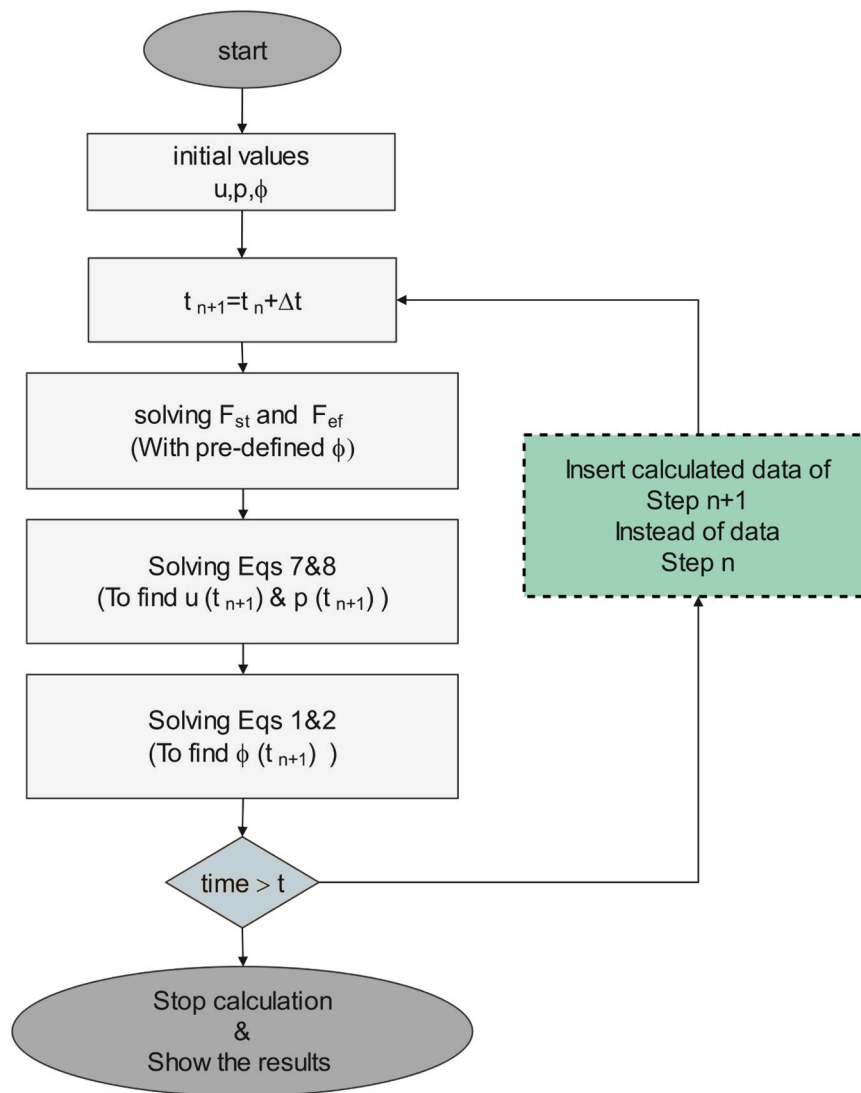 start
initial values
u,p,ϕ
t n+1=t n+Δt
solving Fst and Fef
(With pre-defined ϕ)
Solving Eqs 7&8
(To find u (t n+1) & p (t n+1) )
Solving Eqs 1&2
(To find ϕ (t n+1) )
time > t
Stop calculation
&
Show the results
Insert calculated data of
Step n+1
Instead of data
Step n